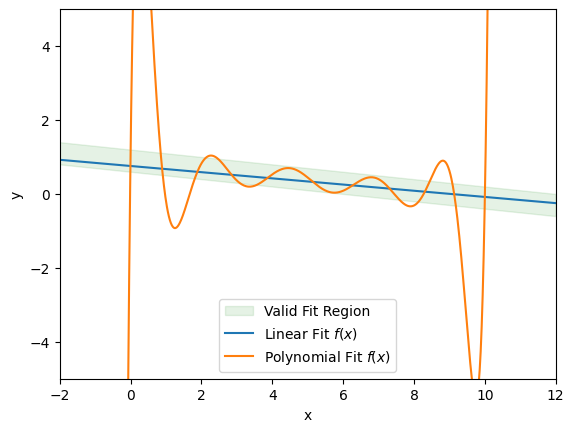 4
2
0
−2
−4
y
−2 0 2 4 6 8 10 12
x
Valid Fit Region
Linear Fit f(x)
Polynomial Fit f(x)